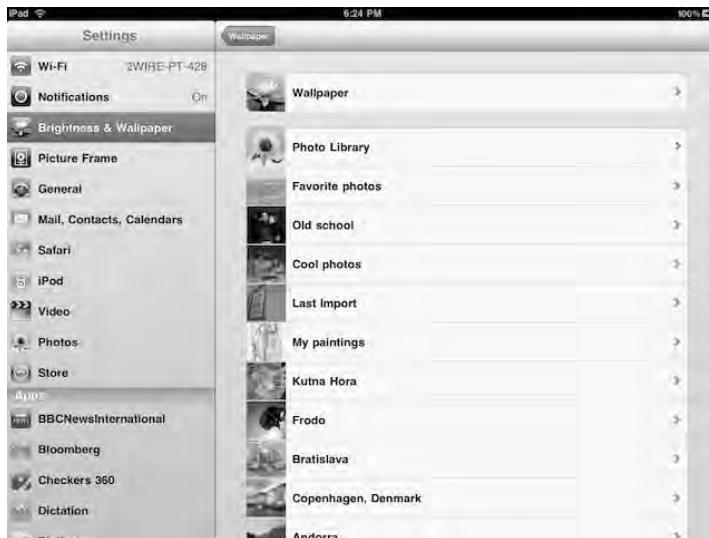 iPad 6:24 PM 100%
Settings
Wallpaper
Wi-Fi 2WIRE-PT-428
Notifications On
Brightness & Wallpaper
Picture Frame
General
Mail, Contacts, Calendars
Safari
iPod
Video
Photos
Store
Apps
BBCNewsInternational
Bloomberg
Checkers 360
Dictation
Wallpaper
Photo Library
Favorite photos
Old school
Cool photos
Last Import
My paintings
Kutna Hora
Frodo
Bratislava
Copenhagen, Denmark
Andorra